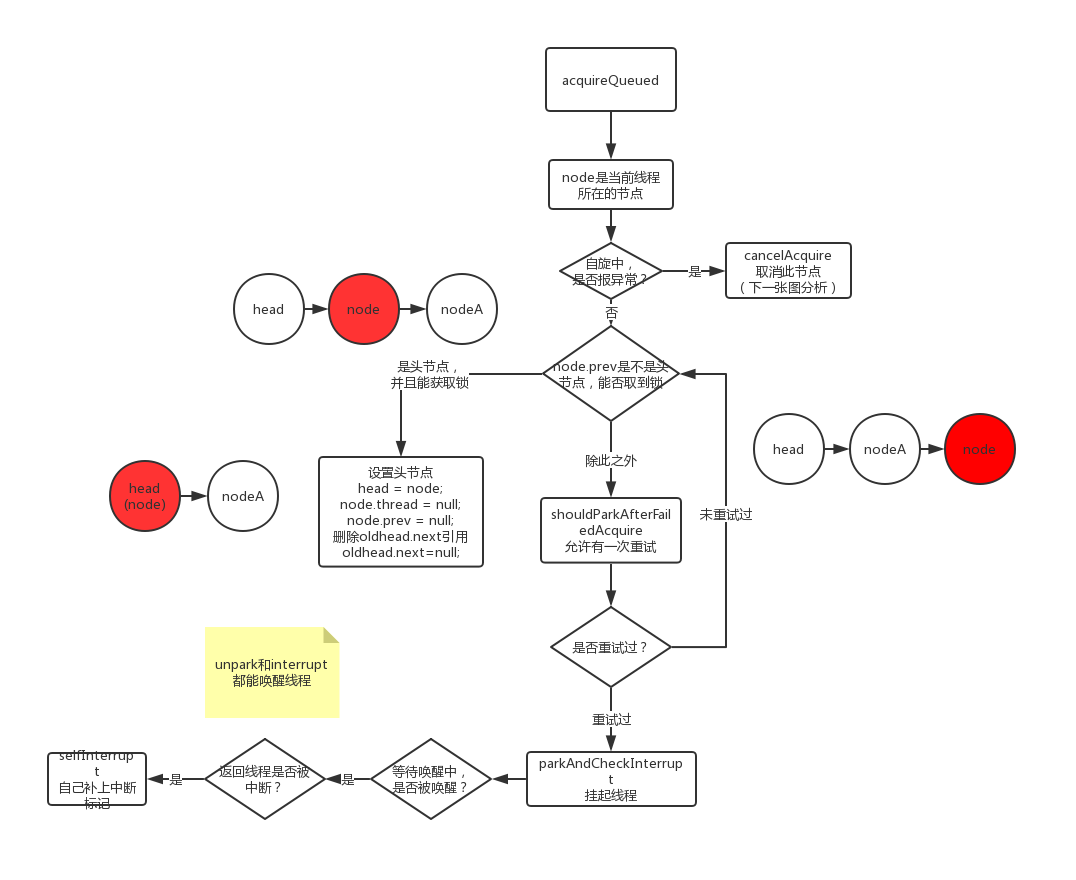 acquireQueued
node是当前线程
所在的节点
自旋中，
是否报异常？
是
cancelAcquire
取消此节点
（下一张图分析）
否
head
node
nodeA
node.prev是不是头
节点，能否取到锁
是头节点，
并且能获取锁
head
nodeA
node
除此之外
设置头节点
head = node;
node.thread = null;
node.prev = null;
删除oldhead.next引用
oldhead.next=null;
head
(node)
nodeA
shouldParkAfterFail
edAcquire
允许有一次重试
未重试过
是否重试过？
unpark和interrupt
都能唤醒线程
重试过
parkAndCheckInterrup
t
挂起线程
等待唤醒中，
是否被唤醒？
是
返回线程是否被
中断？
是
selfInterrup
t
自己补上中断
标记